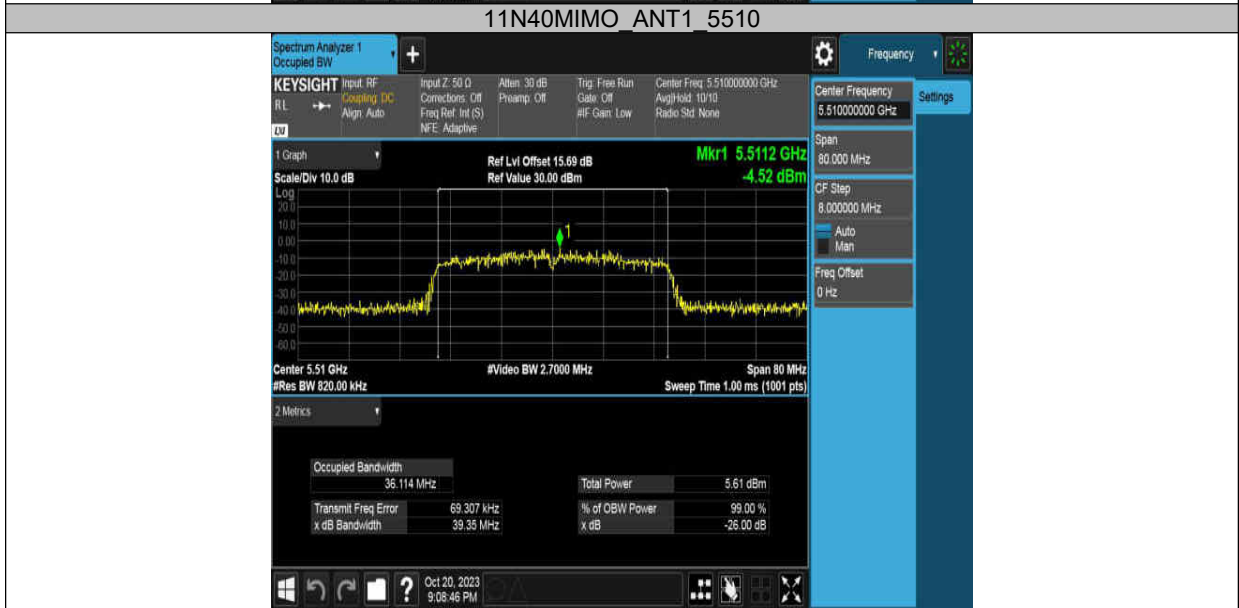 11N40MIMO_ANT1_5510
Spectrum Analyzer 1
Occupied BW
+
Frequency
KEYSIGHT
RL
LXI
Input: RF
Coupling: DC
Align: Auto
Input Z: 50 Ω
Corrections: Off
Freq Ref: Int (S)
NFE: Adaptive
Atten: 30 dB
Preamp: Off
Trig: Free Run
Gate: Off
#IF Gain: Low
Center Freq: 5.510000000 GHz
Avg|Hold: 10/10
Radio Std: None
Center Frequency
5.510000000 GHz
Settings
Span
80.000 MHz
CF Step
8.000000 MHz
Auto
Man
Freq Offset
0 Hz
1 Graph
Scale/Div 10.0 dB
Ref Lvl Offset 15.69 dB
Ref Value 30.00 dBm
Mkr1 5.5112 GHz
-4.52 dBm
Log
20.0
10.0
0.00
-10.0
-20.0
-30.0
-40.0
-50.0
-60.0
1
Center 5.51 GHz
#Res BW 820.00 kHz
#Video BW 2.7000 MHz
Span 80 MHz
Sweep Time 1.00 ms (1001 pts)
2 Metrics
Occupied Bandwidth
36.114 MHz
Transmit Freq Error 69.307 kHz
x dB Bandwidth 39.35 MHz
Total Power 5.61 dBm
% of OBW Power 99.00 %
x dB -26.00 dB
?
Oct 20, 2023
9:08:46 PM